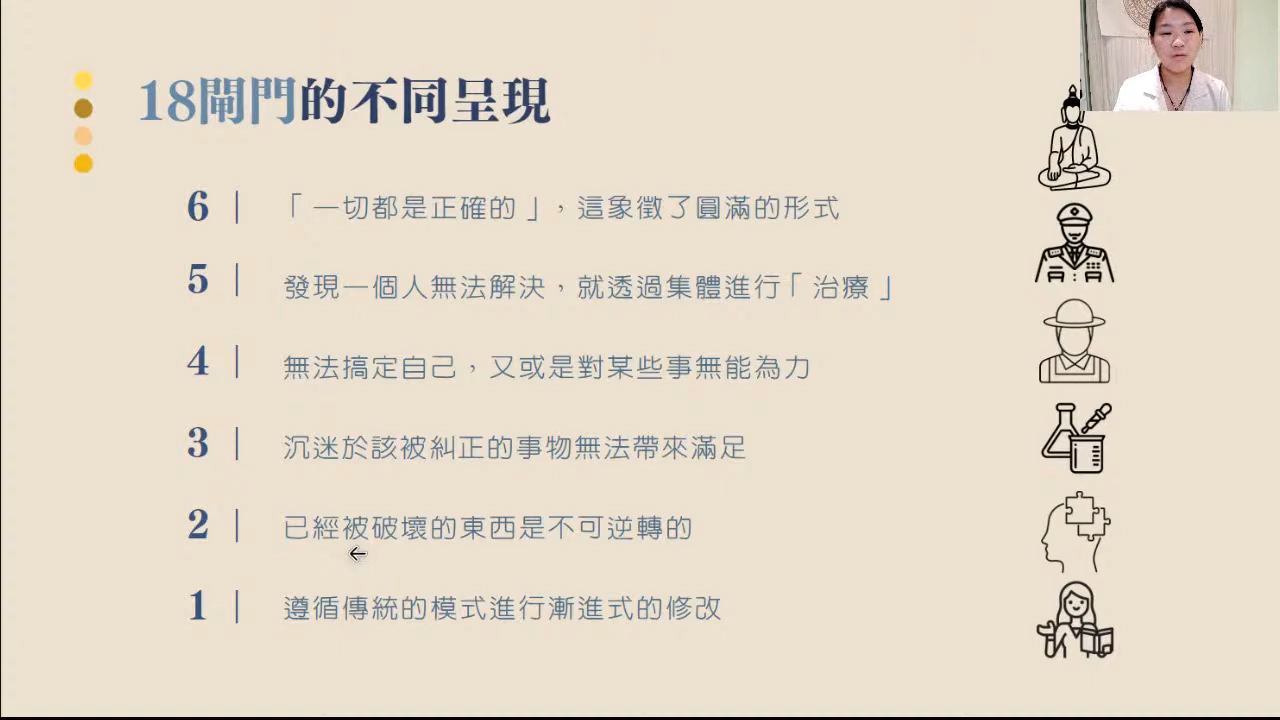 18閘門的不同呈現
6 | 「一切都是正確的」,這象徵了圓滿的形式
5 | 發現一個人無法解決,就透過集體進行「治療」
4 | 無法搞定自己,又或是對某些事無能為力
3 | 沉迷於該被糾正的事物無法帶來滿足
2 | 已經被破壞的東西是不可逆轉的
1 | 遵循傳統的模式進行漸進式的修改